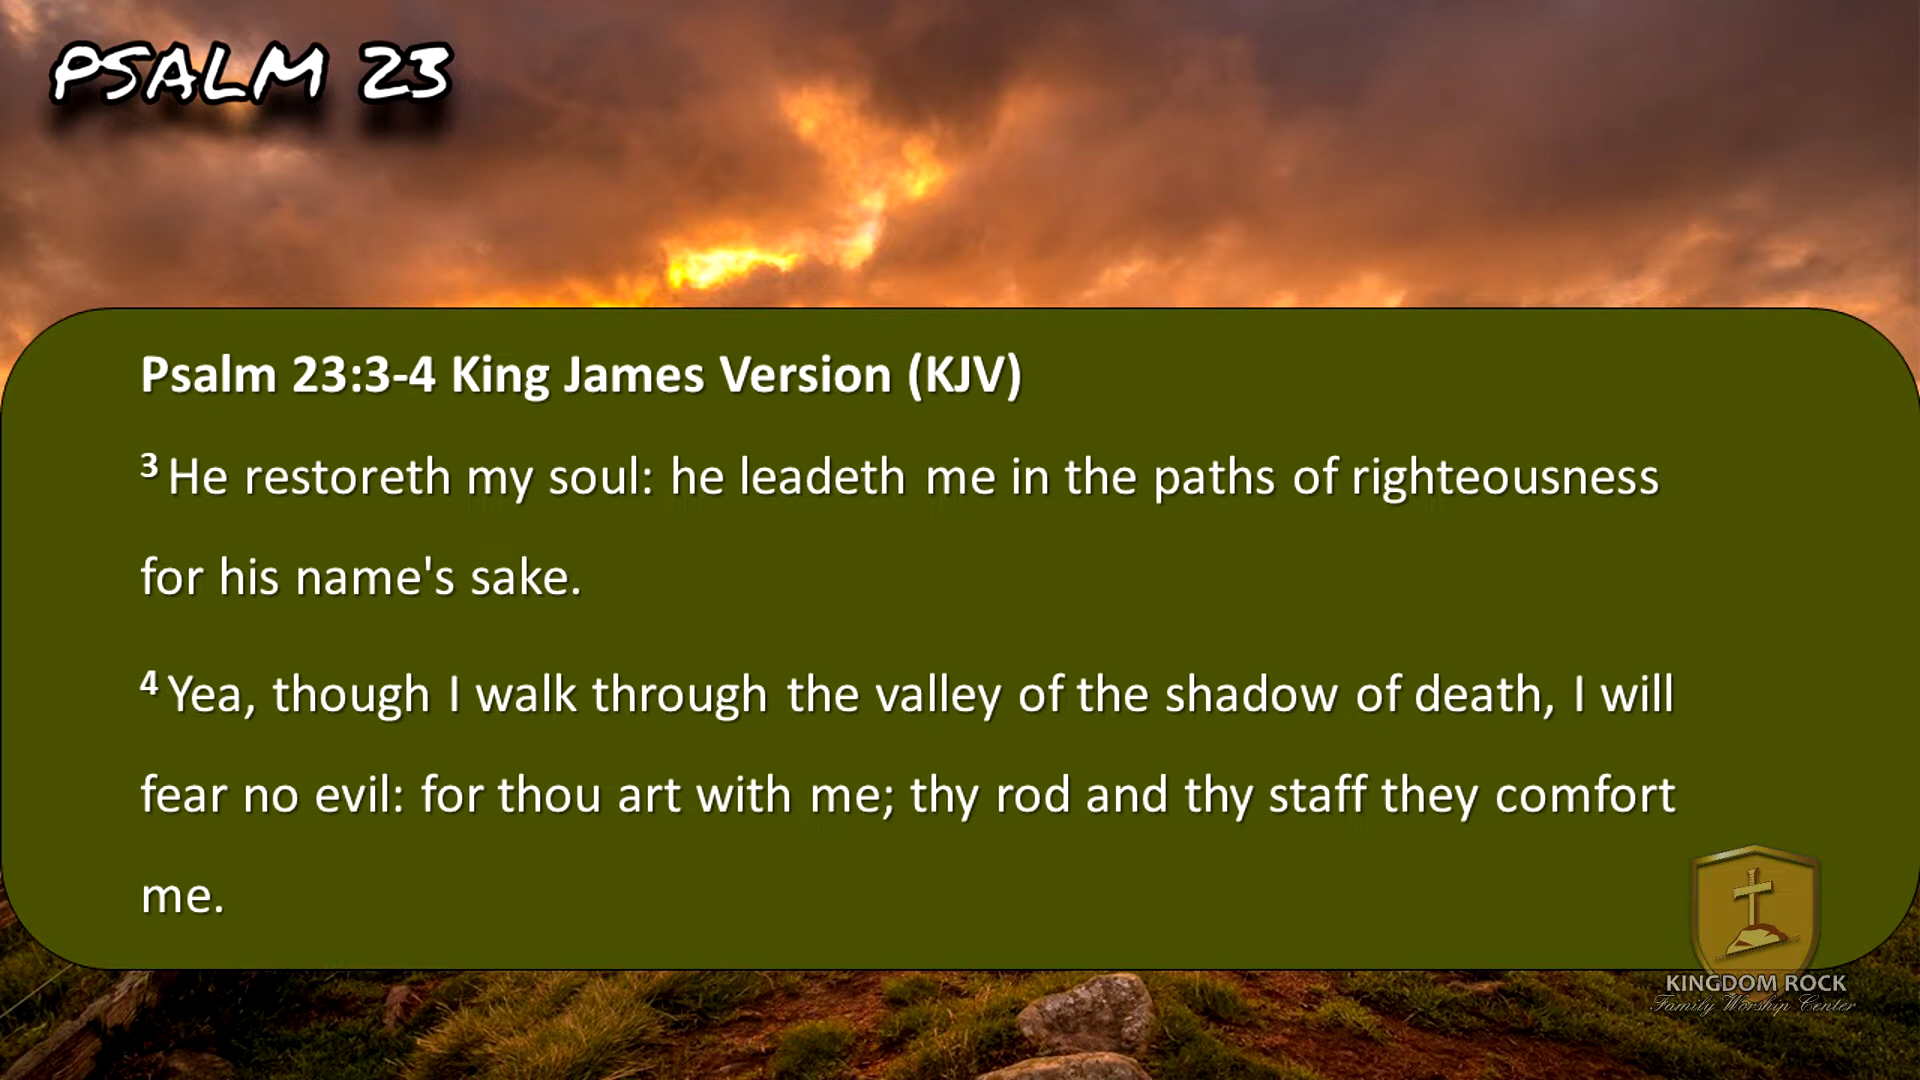 PSALM 23
Psalm 23:3-4 King James Version (KJV)
3 He restoreth my soul: he leadeth me in the paths of righteousness
for his name's sake.
4 Yea, though I walk through the valley of the shadow of death, I will
fear no evil: for thou art with me; thy rod and thy staff they comfort
me.
KINGDOM ROCK
Family Worship Center